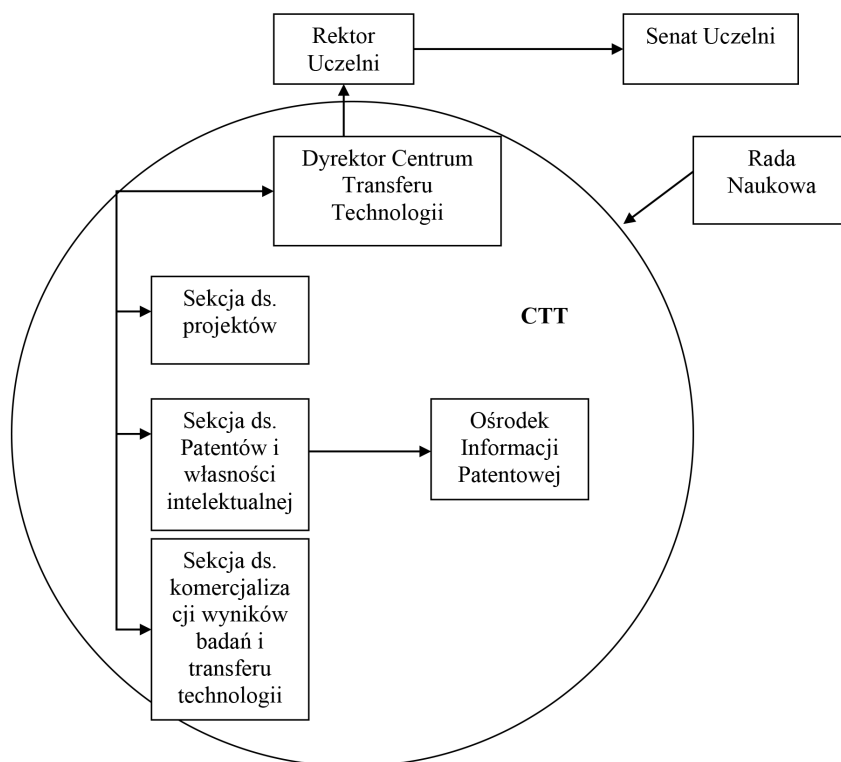 Rektor
Uczelni
Senat Uczelni
Dyrektor Centrum
Transferu
Technologii
Rada
Naukowa
Sekcja ds.
projektów
CTT
Sekcja ds.
Patentów i
własności
intelektualnej
Ośrodek
Informacji
Patentowej
Sekcja ds.
komercjaliza
cji wyników
badań i
transferu
technologii